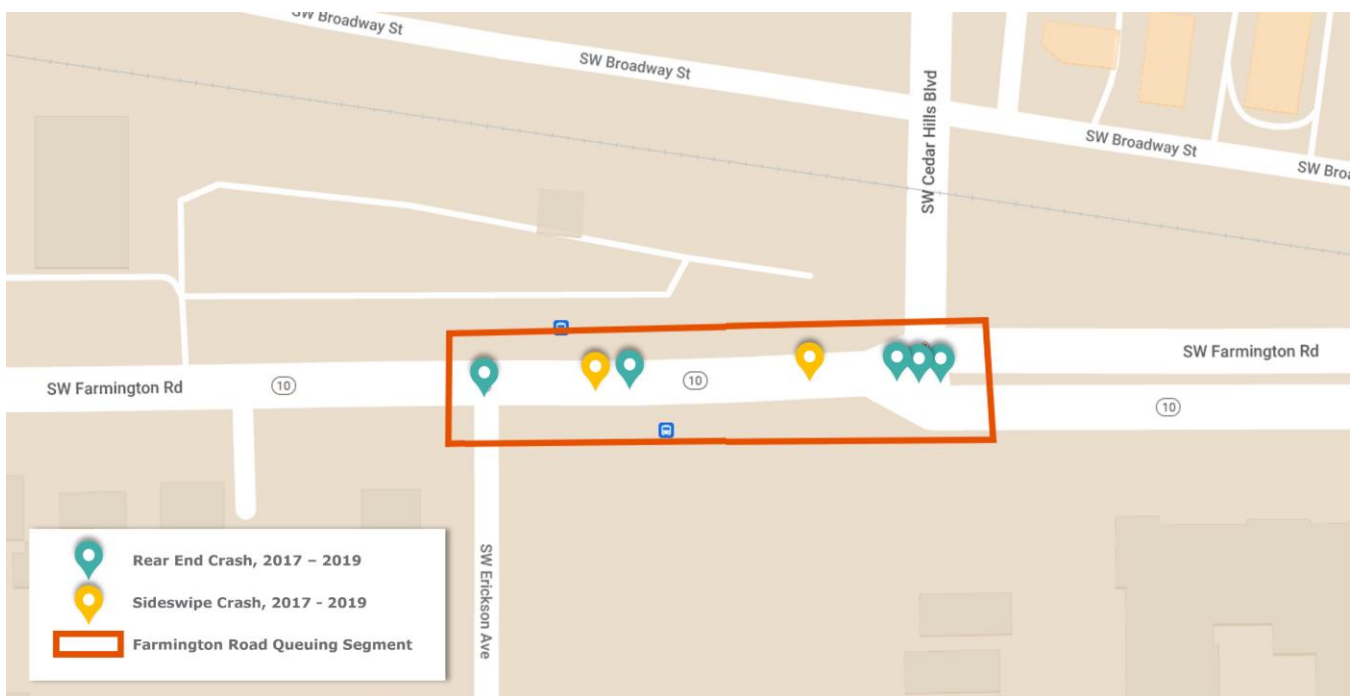 SW Broadway St
SW Broadway St
SW Cedar Hills Blvd
SW Broadway St
SW Broa
SW Farmington Rd
10
10
SW Farmington Rd
10
SW Erickson Ave
Rear End Crash, 2017 – 2019
Sideswipe Crash, 2017 - 2019
Farmington Road Queuing Segment